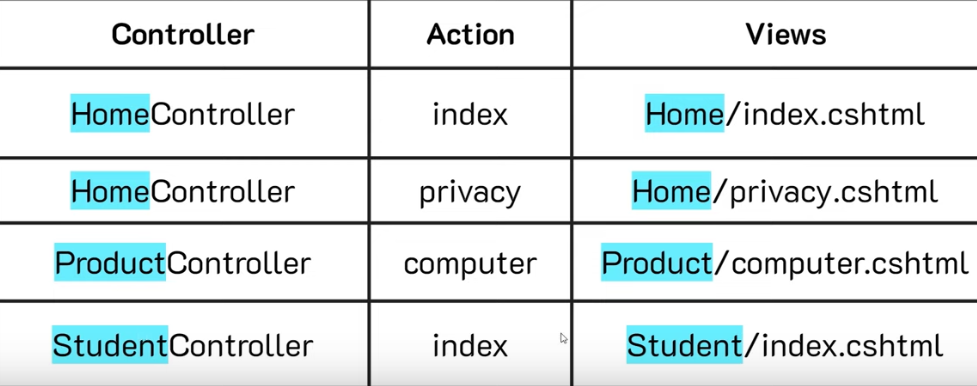 Controller Action Views
HomeController index Home/index.cshtml
HomeController privacy Home/privacy.cshtml
ProductController computer Product/computer.cshtml
StudentController index Student/index.cshtml